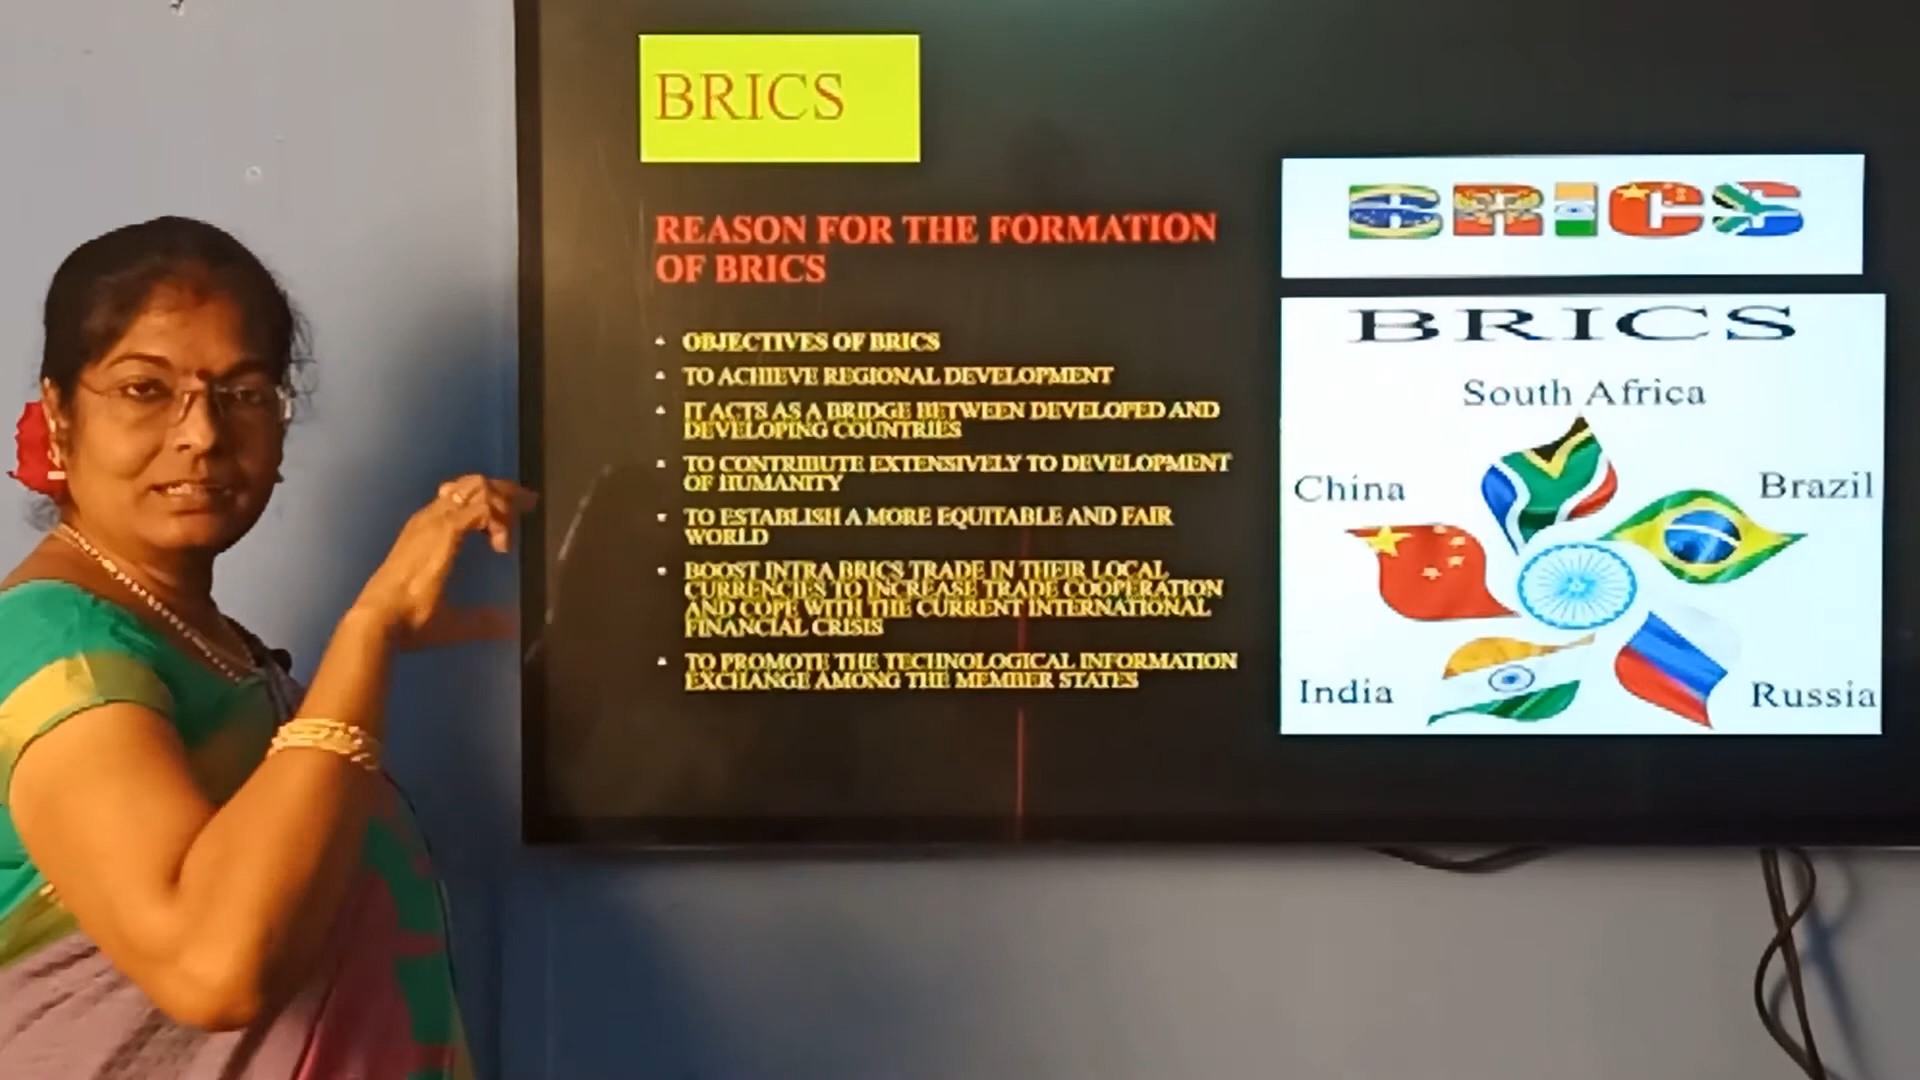 BRICS
REASON FOR THE FORMATION
OF BRICS
OBJECTIVES OF BRICS
TO ACHIEVE REGIONAL DEVELOPMENT
IT ACTS AS A BRIDGE BETWEEN DEVELOPED AND
DEVELOPING COUNTRIES
TO CONTRIBUTE EXTENSIVELY TO DEVELOPMENT
OF HUMANITY
TO ESTABLISH A MORE EQUITABLE AND FAIR
WORLD
BOOST INTRA BRICS TRADE IN THEIR LOCAL
CURRENCIES TO INCREASE TRADE COOPERATION
AND COPE WITH THE CURRENT INTERNATIONAL
FINANCIAL CRISIS
TO PROMOTE THE TECHNOLOGICAL INFORMATION
EXCHANGE AMONG THE MEMBER STATES
BRICS
BRICS
South Africa
China
Brazil
India
Russia